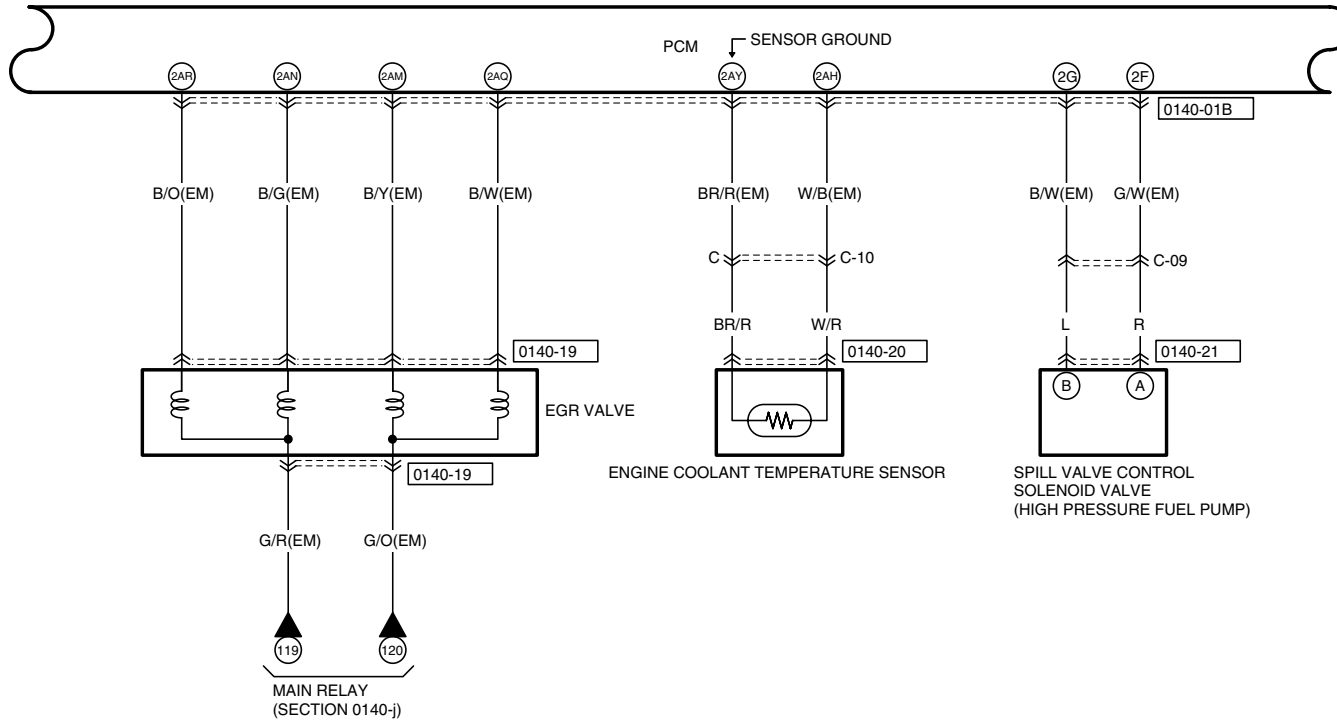 PCM
SENSOR GROUND
2AR
2AN
2AM
2AQ
2AY
2AH
2G
2F
0140-01B
B/O(EM)
B/G(EM)
B/Y(EM)
B/W(EM)
BR/R(EM)
W/B(EM)
B/W(EM)
G/W(EM)
C
C-10
C-09
BR/R
W/R
L
R
0140-19
0140-20
0140-21
B
A
EGR VALVE
0140-19
ENGINE COOLANT TEMPERATURE SENSOR
SPILL VALVE CONTROL
SOLENOID VALVE
(HIGH PRESSURE FUEL PUMP)
G/R(EM)
G/O(EM)
119
120
MAIN RELAY
(SECTION 0140-j)